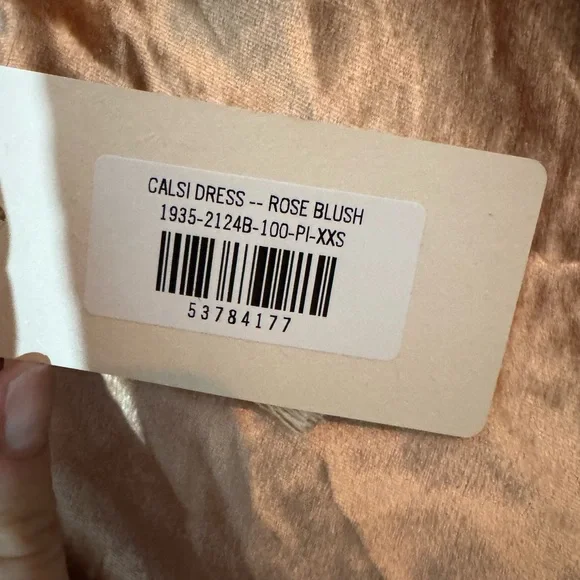 CALSI DRESS -- ROSE BLUSH
1935-2124B-100-PI-XXS
53784177